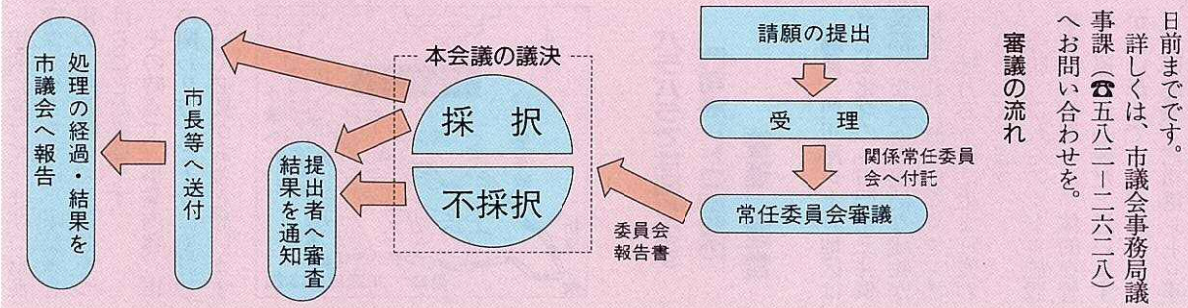 日前までです。
詳しくは、市議会事務局議
事課（☎五八二－二六二八）
へお問い合わせを。
審議の流れ
請願の提出
受　理
関係常任委員
会へ付託
常任委員会審議
委員会
報告書
本会議の議決
採　択
不採択
提出者へ審査
結果を通知
市長等へ送付
処理の経過・結果を
市議会へ報告